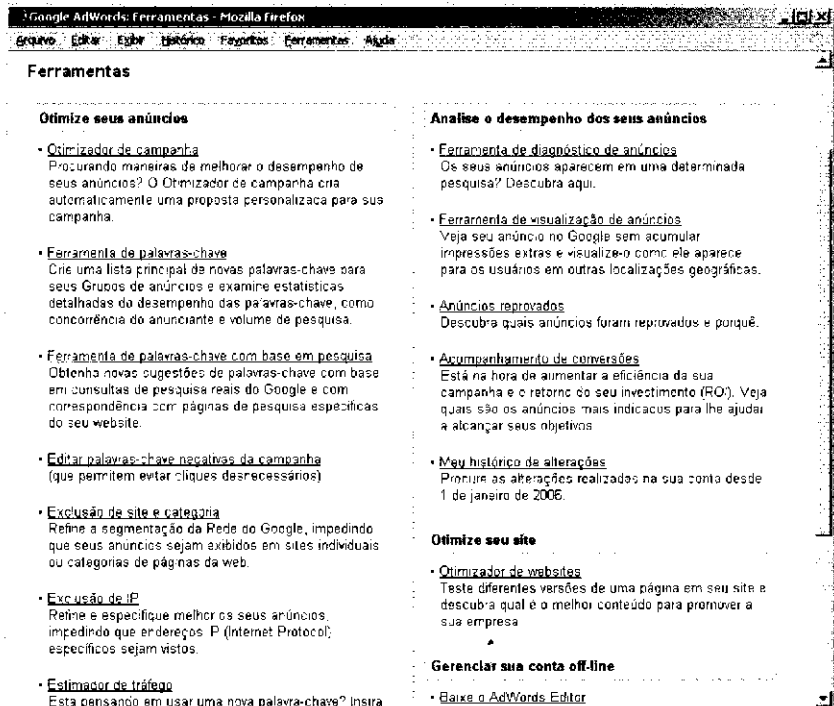 Google AdWords: Ferramentas - Mozilla Firefox
Arquivo Editar Exibir Histórico Favoritos Ferramentas Ajuda
Ferramentas
Otimize seus anúncios
• Otimizador de campanha
Procurando maneiras de melhorar o desempenho de
seus anúncios? O Otimizador de campanha cria
automaticamente uma proposta personalizada para sua
campanha.
• Ferramenta de palavras-chave
Crie uma lista principal de novas palavras-chave para
seus Grupos de anúncios e examine estatísticas
detalhadas do desempenho das palavras-chave, como
concorrência do anunciante e volume de pesquisa.
• Ferramenta de palavras-chave com base em pesquisa
Obtenha novas sugestões de palavras-chave com base
em consultas de pesquisa reais do Google e com
correspondência com páginas de pesquisa específicas
do seu website.
• Editar palavras-chave negativas da campanha
(que permitem evitar cliques desnecessários)
• Exclusão de site e categoria
Refine a segmentação da Rede do Google, impedindo
que seus anúncios sejam exibidos em sites individuais
ou categorias de páginas da web.
• Exclusão de IP
Refine e especifique melhor os seus anúncios,
impedindo que endereços IP (Internet Protocol)
específicos sejam vistos.
• Estimador de tráfego
Esta pensando em usar uma nova palavra-chave? Insira
Analise o desempenho dos seus anúncios
• Ferramenta de diagnóstico de anúncios
Os seus anúncios aparecem em uma determinada
pesquisa? Descubra aqui.
• Ferramenta de visualização de anúncios
Veja seu anúncio no Google sem acumular
impressões extras e visualize-o como ele aparece
para os usuários em outras localizações geográficas.
• Anúncios reprovados
Descubra quais anúncios foram reprovados e porquê.
• Acompanhamento de conversões
Está na hora de aumentar a eficiência da sua
campanha e o retorno do seu investimento (ROI). Veja
quais são os anúncios mais indicados para lhe ajudar
a alcançar seus objetivos
• Meu histórico de alterações
Procure as alterações realizadas na sua conta desde
1 de janeiro de 2006.
Otimize seu site
• Otimizador de websites
Teste diferentes versões de uma página em seu site e
descubra qual é o melhor conteúdo para promover a
sua empresa
Gerenciar sua conta off-line
• Baixe o AdWords Editor